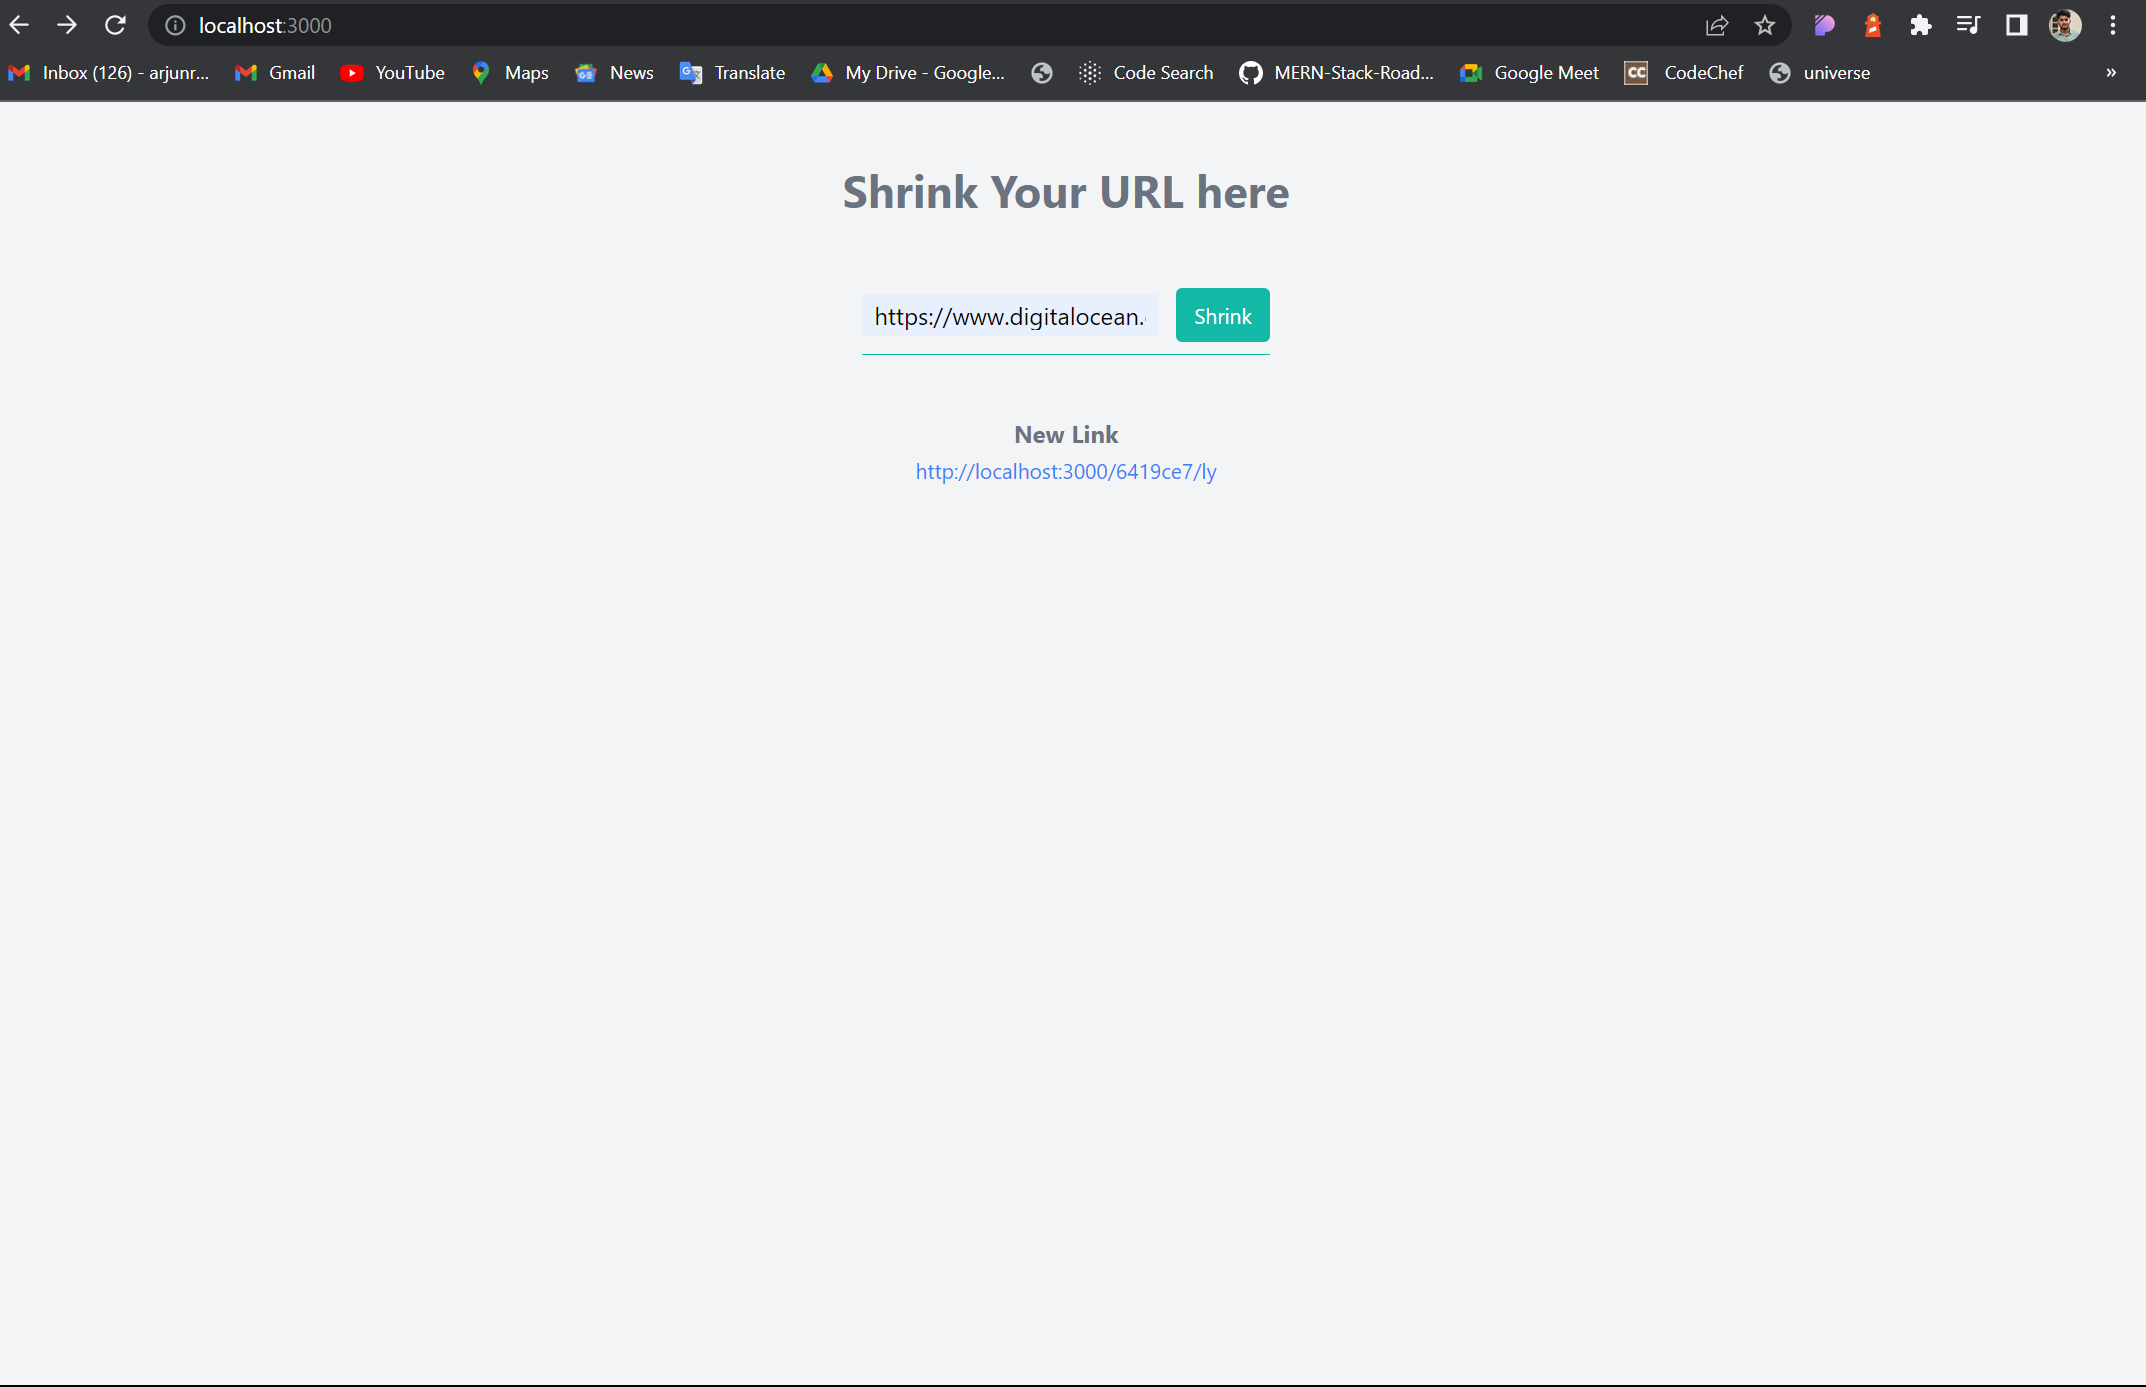 localhost:3000
Inbox (126) - arjunr... Gmail YouTube Maps News Translate My Drive - Google... Code Search MERN-Stack-Road... Google Meet CC CodeChef universe »
Shrink Your URL here
https://www.digitalocean. Shrink
New Link
http://localhost:3000/6419ce7/ly